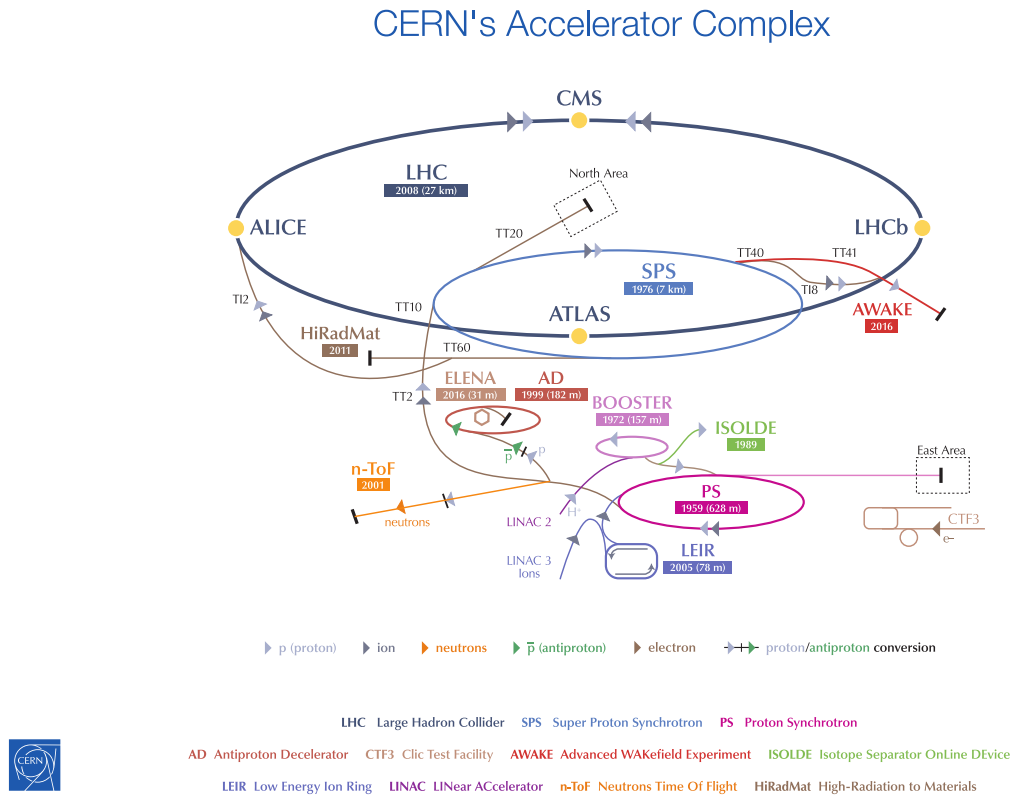 CERN's Accelerator Complex
CMS
LHC
2008 (27 km)
North Area
ALICE
LHCb
TT20
TT40
TT41
SPS
1976 (7 km)
TI2
TT10
TI8
ATLAS
AWAKE
2016
HiRadMat
2011
TT60
ELENA
2016 (31 m)
AD
1999 (182 m)
TT2
BOOSTER
1972 (157 m)
ISOLDE
1989
p̅
p
East Area
n-ToF
2001
neutrons
PS
1959 (628 m)
H⁻
LINAC 2
CTF3
e–
LEIR
2005 (78 m)
LINAC 3
Ions
p (proton) ion neutrons p̅ (antiproton) electron proton/antiproton conversion
LHC Large Hadron Collider SPS Super Proton Synchrotron PS Proton Synchrotron
AD Antiproton Decelerator CTF3 Clic Test Facility AWAKE Advanced WAKefield Experiment ISOLDE Isotope Separator OnLine DEvice
LEIR Low Energy Ion Ring LINAC LINear ACcelerator n-ToF Neutrons Time Of Flight HiRadMat High-Radiation to Materials
CERN